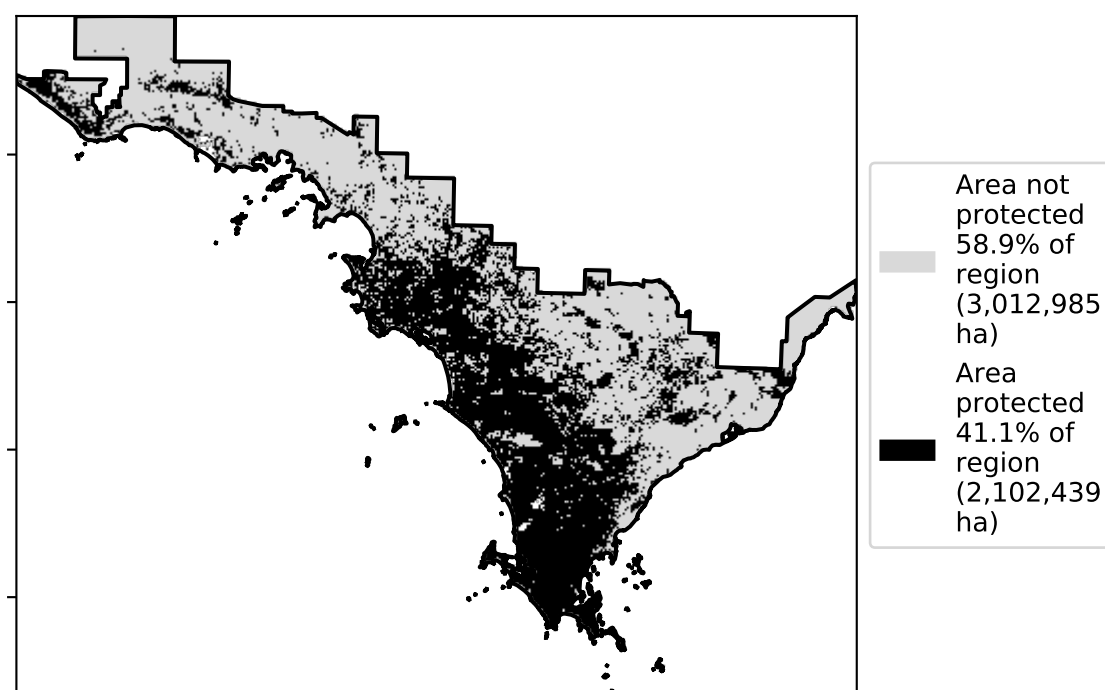 Area not
protected
58.9% of
region
(3,012,985
ha)
Area
protected
41.1% of
region
(2,102,439
ha)